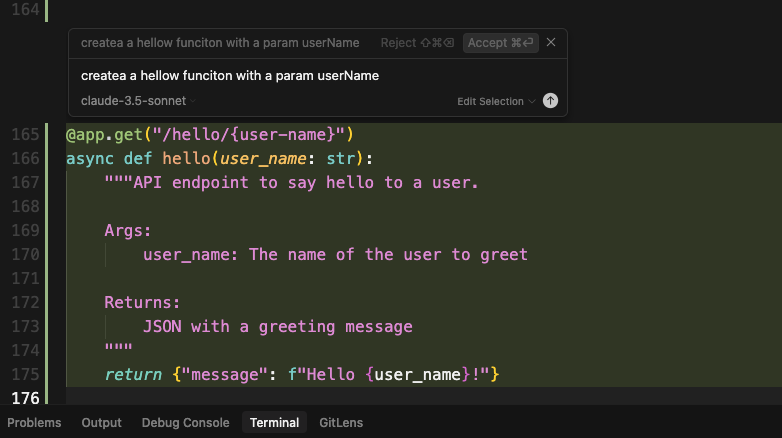 164
createa a hellow funciton with a param userName Reject ⇧⌘⌫ Accept ⌘⏎
createa a hellow funciton with a param userName
claude-3.5-sonnet Edit Selection
165 @app.get("/hello/{user-name}")
166 async def hello(user_name: str):
167     """API endpoint to say hello to a user.
168
169     Args:
170         user_name: The name of the user to greet
171
172     Returns:
173         JSON with a greeting message
174     """
175     return {"message": f"Hello {user_name}!"}
176
Problems Output Debug Console Terminal GitLens